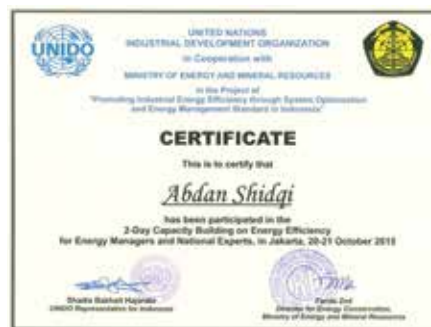 UNIDO
UNITED NATIONS
INDUSTRIAL DEVELOPMENT ORGANIZATION
in Cooperation with
MINISTRY OF ENERGY AND MINERAL RESOURCES
in the Project of
"Promoting Industrial Energy Efficiency through System Optimization
and Energy Management Standard in Indonesia"
CERTIFICATE
This is to certify that
Abdan Shidqi
has been participated in the
2-Day Capacity Building on Energy Efficiency
for Energy Managers and National Experts, in Jakarta, 20-21 October 2015
UNIDO Representative for Indonesia
Director for Energy Conservation,
Ministry of Energy and Mineral Resources